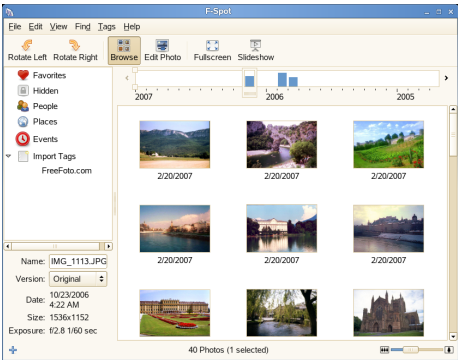 F-Spot
File Edit View Find Tags Help
Rotate Left Rotate Right Browse Edit Photo Fullscreen Slideshow
Favorites
Hidden
People
Places
Events
Import Tags
FreeFoto.com
2007 2006 2005
2/20/2007 2/20/2007 2/20/2007
2/20/2007 2/20/2007 2/20/2007
Name: IMG_1113.JPG
Version: Original
Date: 10/23/2006
4:22 AM
Size: 1536x1152
Exposure: f/2.8 1/60 sec
40 Photos (1 selected)